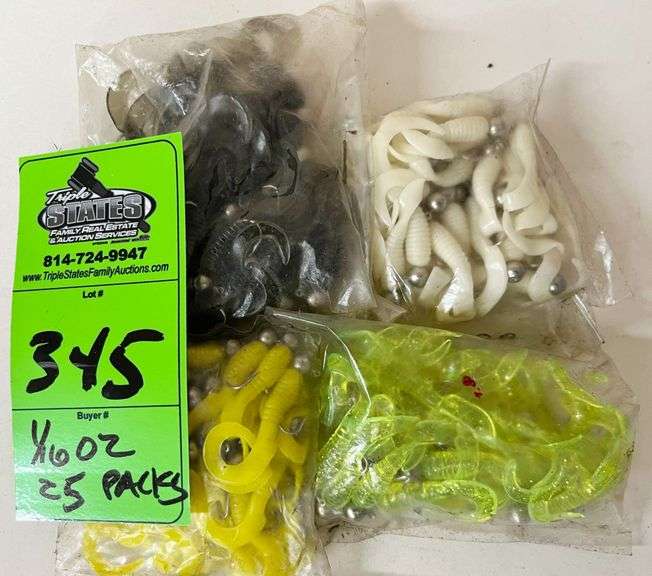 Triple
STATES
FAMILY REAL ESTATE
& AUCTION SERVICES
814-724-9947
www.TripleStatesFamilyAuctions.com
Lot #
345
Buyer #
1/16 OZ
25 PACKS